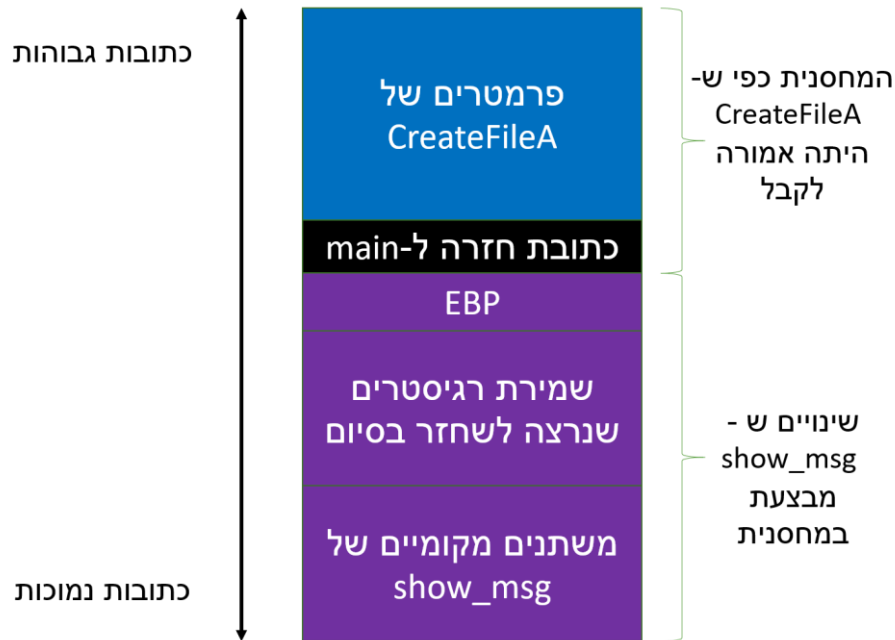 כתובות גבוהות
פרמטרים של
CreateFileA
המחסנית כפי ש-
CreateFileA
היתה אמורה
לקבל
כתובת חזרה ל-main
EBP
שמירת רגיסטרים
שנרצה לשחזר בסיום
שינויים ש -
show_msg
מבצעת
במחסנית
משתנים מקומיים של
show_msg
כתובות נמוכות